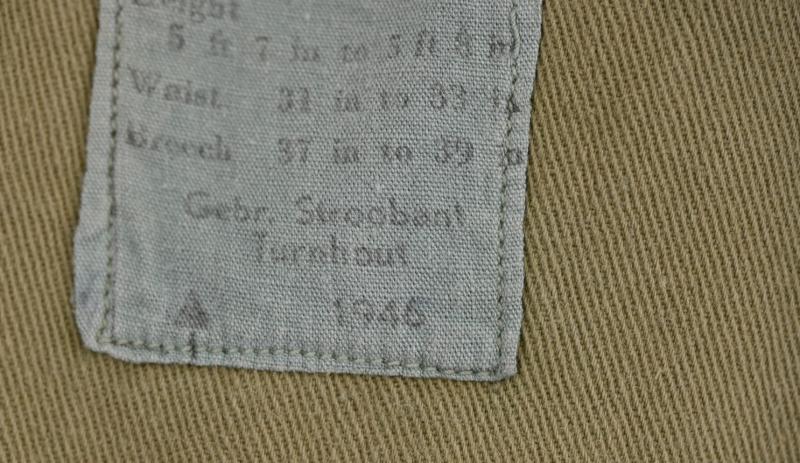 Height
5 ft 7 in to 5 ft 8 in
Waist 31 in to 33 in
Breech 37 in to 39 in
Gebr. Stroobant
Turnhout
1945